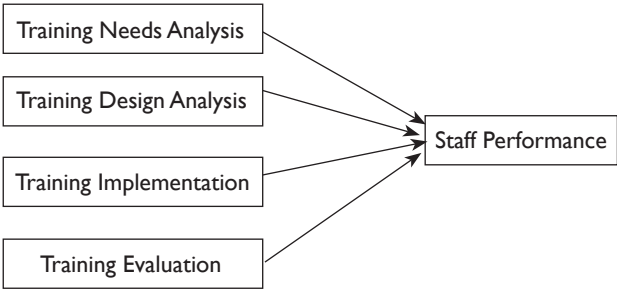 Training Needs Analysis
Training Design Analysis
Staff Performance
Training Implementation
Training Evaluation